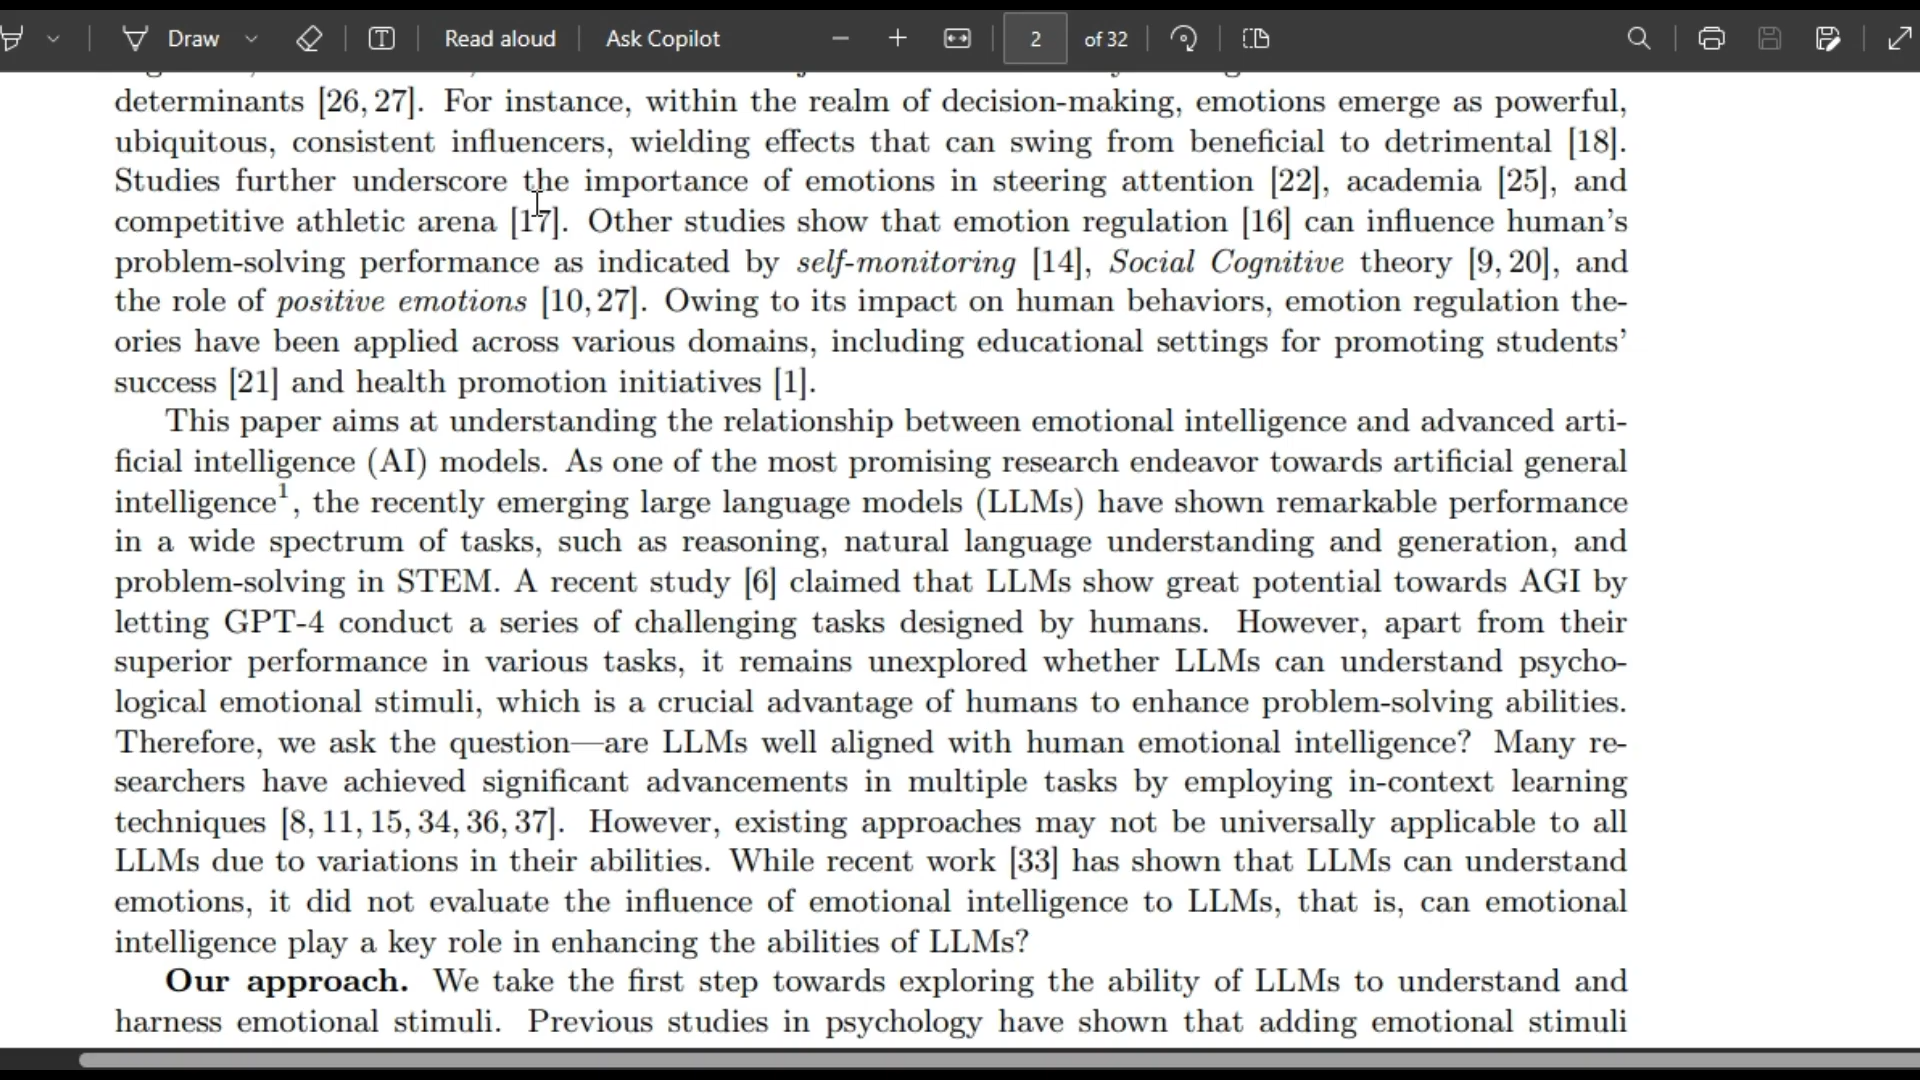 Draw
Read aloud
Ask Copilot
2
of 32
determinants [26, 27]. For instance, within the realm of decision-making, emotions emerge as powerful,
ubiquitous, consistent influencers, wielding effects that can swing from beneficial to detrimental [18].
Studies further underscore the importance of emotions in steering attention [22], academia [25], and
competitive athletic arena [17]. Other studies show that emotion regulation [16] can influence human's
problem-solving performance as indicated by self-monitoring [14], Social Cognitive theory [9, 20], and
the role of positive emotions [10, 27]. Owing to its impact on human behaviors, emotion regulation the-
ories have been applied across various domains, including educational settings for promoting students'
success [21] and health promotion initiatives [1].
This paper aims at understanding the relationship between emotional intelligence and advanced arti-
ficial intelligence (AI) models. As one of the most promising research endeavor towards artificial general
intelligence¹, the recently emerging large language models (LLMs) have shown remarkable performance
in a wide spectrum of tasks, such as reasoning, natural language understanding and generation, and
problem-solving in STEM. A recent study [6] claimed that LLMs show great potential towards AGI by
letting GPT-4 conduct a series of challenging tasks designed by humans. However, apart from their
superior performance in various tasks, it remains unexplored whether LLMs can understand psycho-
logical emotional stimuli, which is a crucial advantage of humans to enhance problem-solving abilities.
Therefore, we ask the question—are LLMs well aligned with human emotional intelligence? Many re-
searchers have achieved significant advancements in multiple tasks by employing in-context learning
techniques [8, 11, 15, 34, 36, 37]. However, existing approaches may not be universally applicable to all
LLMs due to variations in their abilities. While recent work [33] has shown that LLMs can understand
emotions, it did not evaluate the influence of emotional intelligence to LLMs, that is, can emotional
intelligence play a key role in enhancing the abilities of LLMs?
Our approach. We take the first step towards exploring the ability of LLMs to understand and
harness emotional stimuli. Previous studies in psychology have shown that adding emotional stimuli